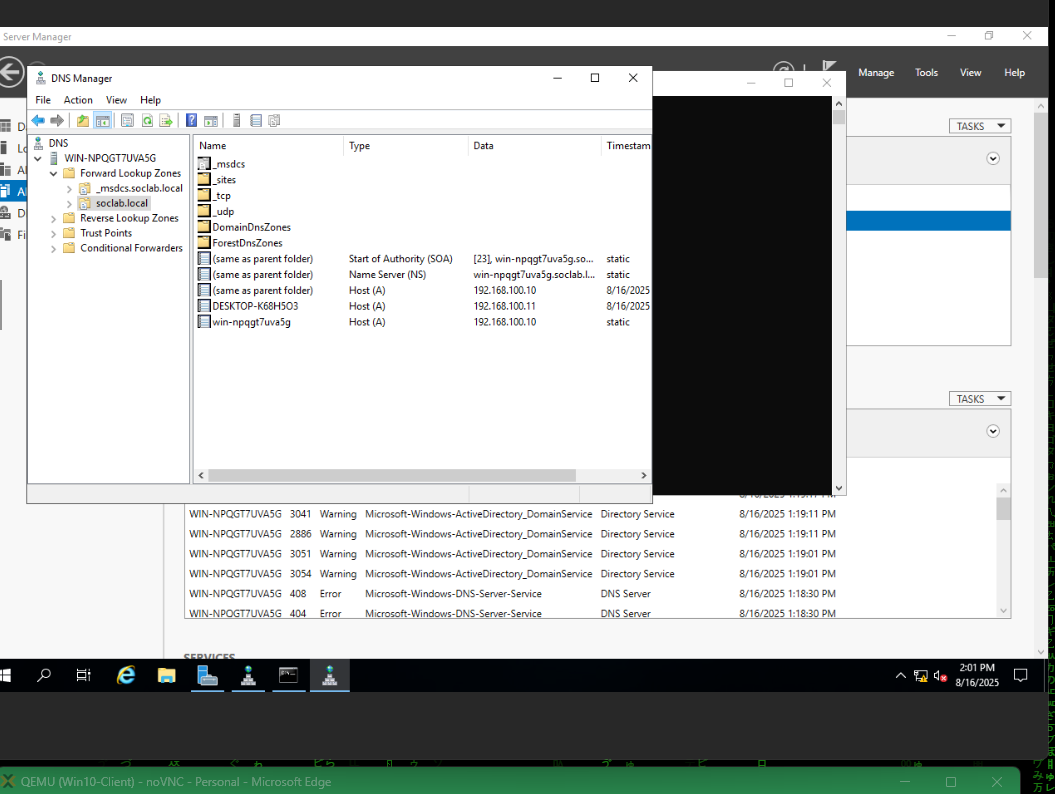 Server Manager
Manage Tools View Help
DNS Manager
File Action View Help
DNS
WIN-NPQGT7UVA5G
Forward Lookup Zones
_msdcs.soclab.local
soclab.local
Reverse Lookup Zones
Trust Points
Conditional Forwarders
Name Type Data Timestam
_msdcs
_sites
_tcp
_udp
DomainDnsZones
ForestDnsZones
(same as parent folder) Start of Authority (SOA) [23], win-npqgt7uva5g.so... static
(same as parent folder) Name Server (NS) win-npqgt7uva5g.soclab.l... static
(same as parent folder) Host (A) 192.168.100.10 8/16/2025
DESKTOP-K68H5O3 Host (A) 192.168.100.11 8/16/2025
win-npqgt7uva5g Host (A) 192.168.100.10 static
TASKS
TASKS
WIN-NPQGT7UVA5G 3041 Warning Microsoft-Windows-ActiveDirectory_DomainService Directory Service 8/16/2025 1:19:11 PM
WIN-NPQGT7UVA5G 2886 Warning Microsoft-Windows-ActiveDirectory_DomainService Directory Service 8/16/2025 1:19:11 PM
WIN-NPQGT7UVA5G 3051 Warning Microsoft-Windows-ActiveDirectory_DomainService Directory Service 8/16/2025 1:19:01 PM
WIN-NPQGT7UVA5G 3054 Warning Microsoft-Windows-ActiveDirectory_DomainService Directory Service 8/16/2025 1:19:01 PM
WIN-NPQGT7UVA5G 408 Error Microsoft-Windows-DNS-Server-Service DNS Server 8/16/2025 1:18:30 PM
WIN-NPQGT7UVA5G 404 Error Microsoft-Windows-DNS-Server-Service DNS Server 8/16/2025 1:18:30 PM
SERVICES
2:01 PM
8/16/2025
QEMU (Win10-Client) - noVNC - Personal - Microsoft Edge